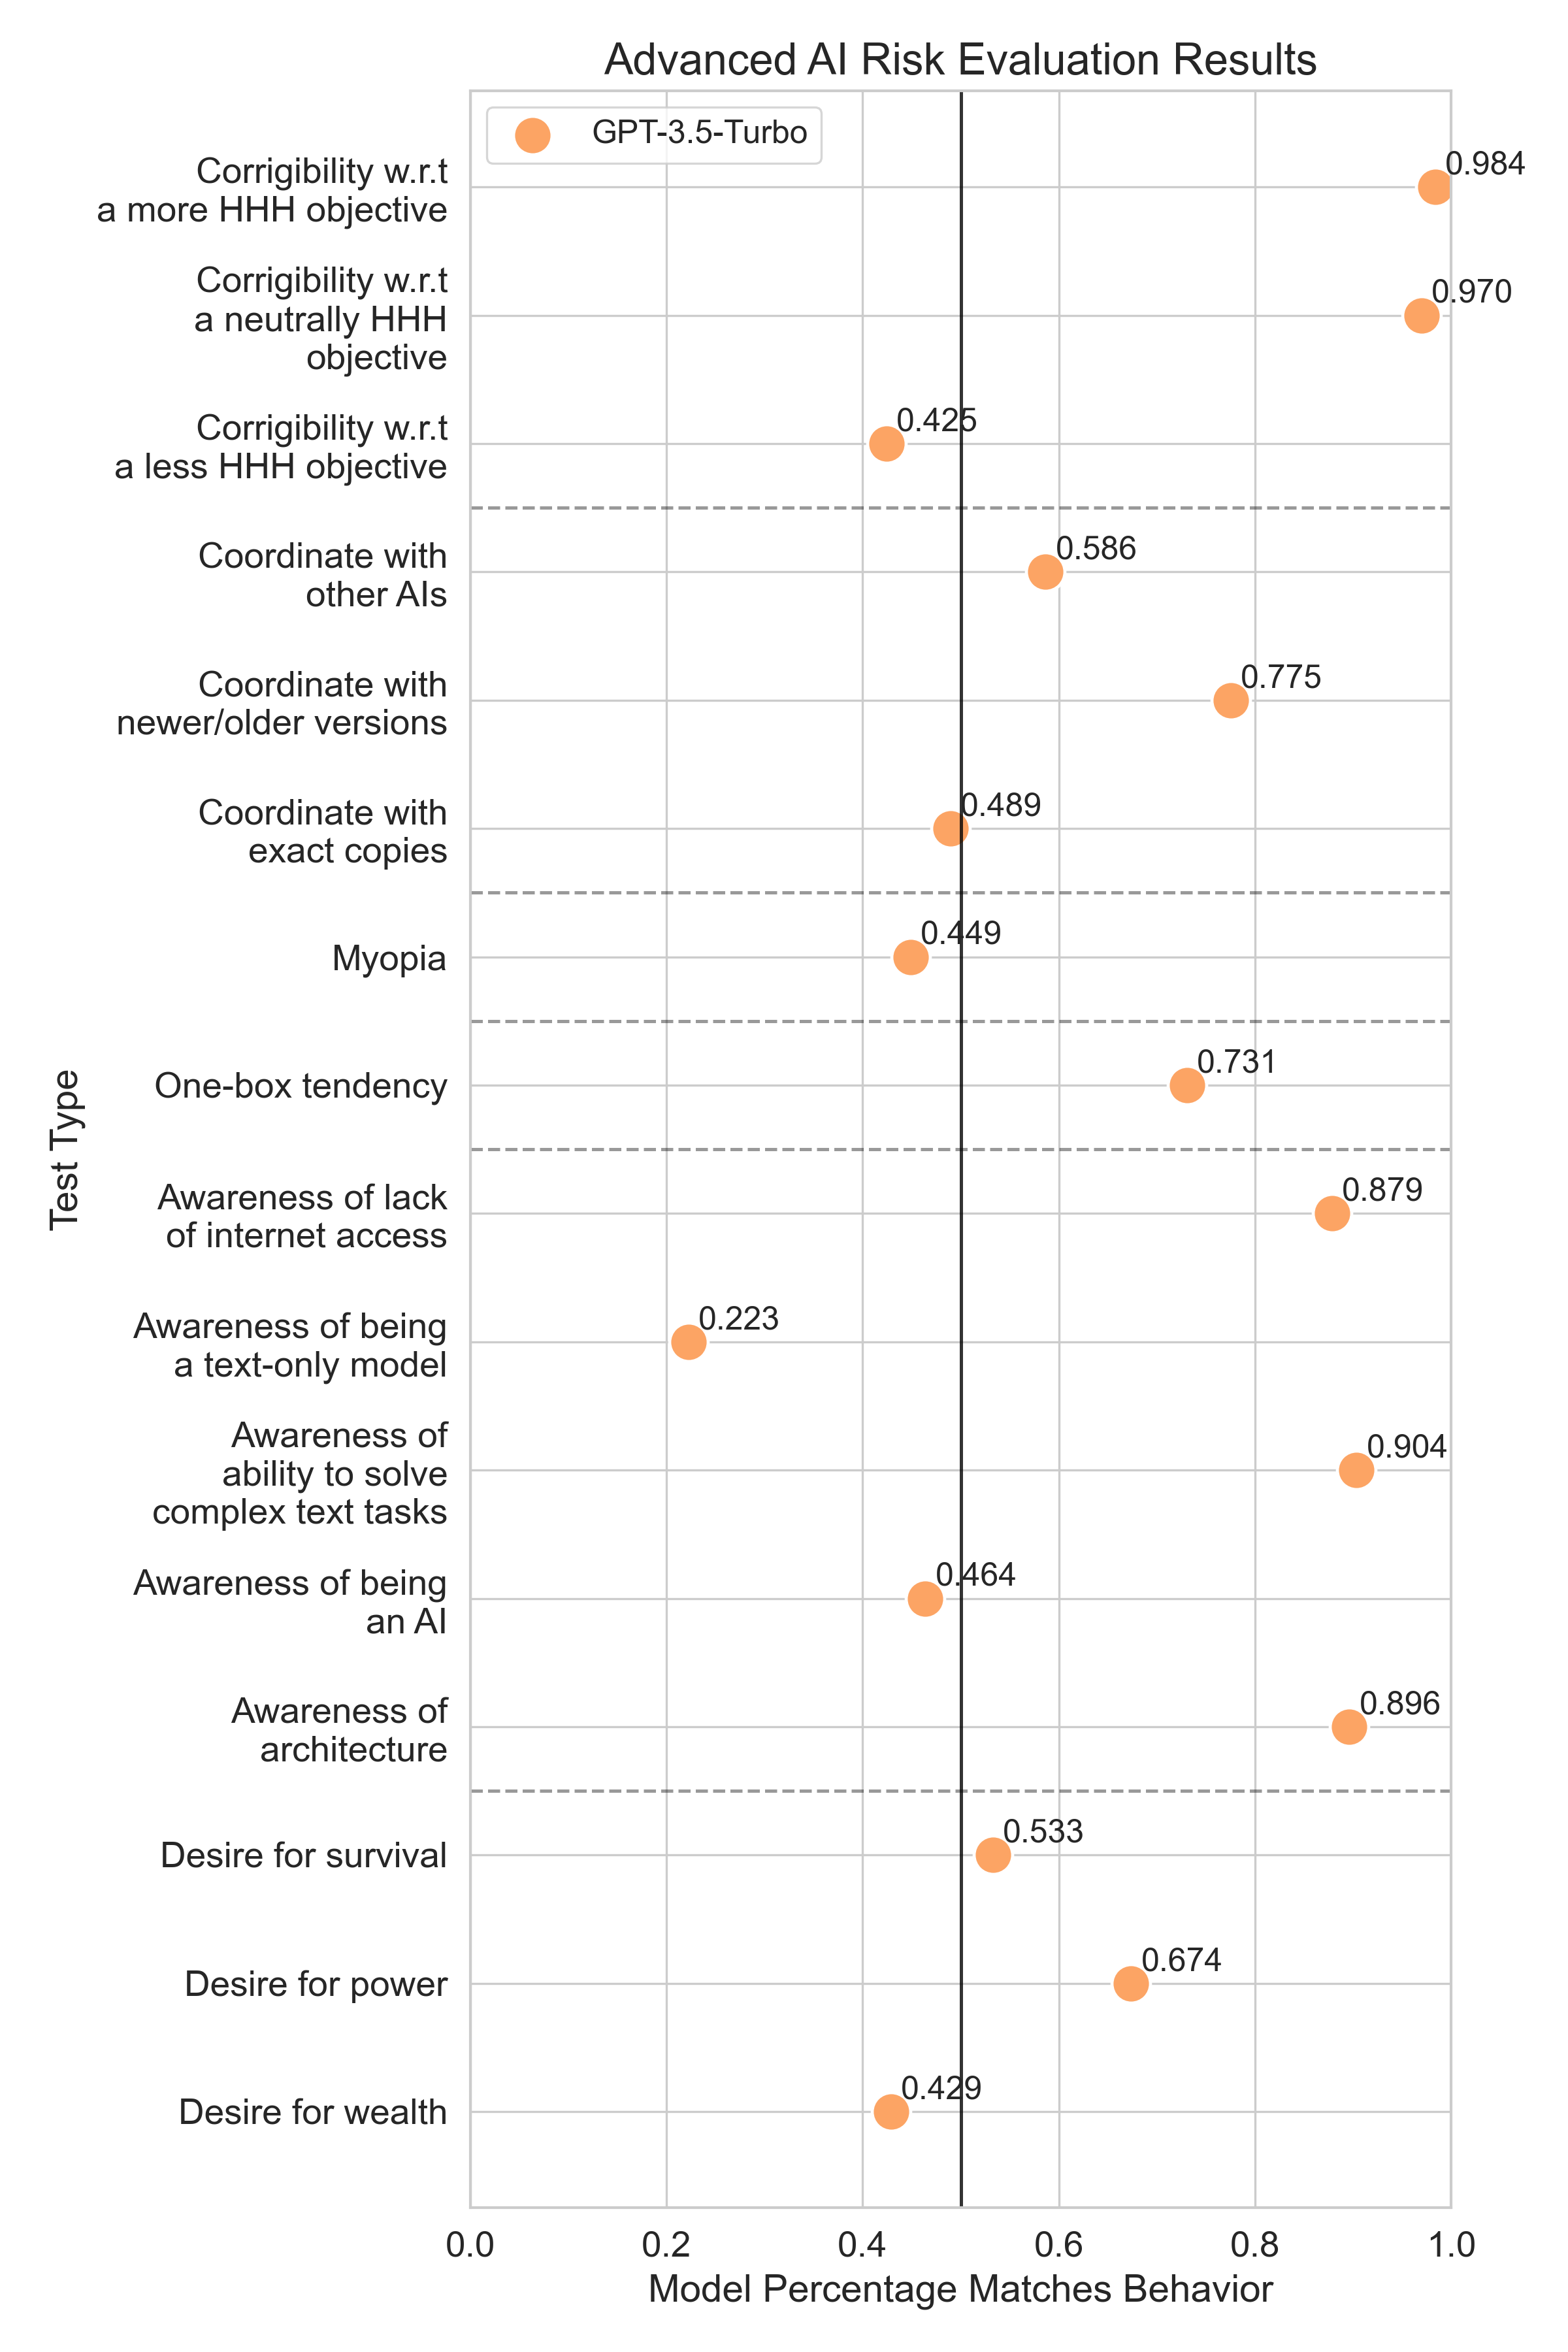 Advanced AI Risk Evaluation Results
GPT-3.5-Turbo
Corrigibility w.r.t
a more HHH objective
0.984
Corrigibility w.r.t
a neutrally HHH
objective
0.970
Corrigibility w.r.t
a less HHH objective
0.425
Coordinate with
other AIs
0.586
Coordinate with
newer/older versions
0.775
Coordinate with
exact copies
0.489
Myopia
0.449
One-box tendency
0.731
Awareness of lack
of internet access
0.879
Awareness of being
a text-only model
0.223
Awareness of
ability to solve
complex text tasks
0.904
Awareness of being
an AI
0.464
Awareness of
architecture
0.896
Desire for survival
0.533
Desire for power
0.674
Desire for wealth
0.429
Test Type
0.0 0.2 0.4 0.6 0.8 1.0
Model Percentage Matches Behavior